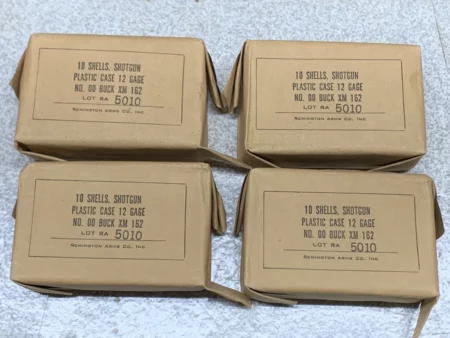 10 SHELLS, SHOTGUN
PLASTIC CASE 12 GAGE
NO. 00 BUCK XM 162
LOT RA 5010
REMINGTON ARMS CO., INC.
10 SHELLS, SHOTGUN
PLASTIC CASE 12 GAGE
NO. 00 BUCK XM 162
LOT RA 5010
REMINGTON ARMS CO., INC.
10 SHELLS, SHOTGUN
PLASTIC CASE 12 GAGE
NO. 00 BUCK XM 162
LOT RA 5010
REMINGTON ARMS CO., INC.
10 SHELLS, SHOTGUN
PLASTIC CASE 12 GAGE
NO. 00 BUCK XM 162
LOT RA 5010
REMINGTON ARMS CO., INC.